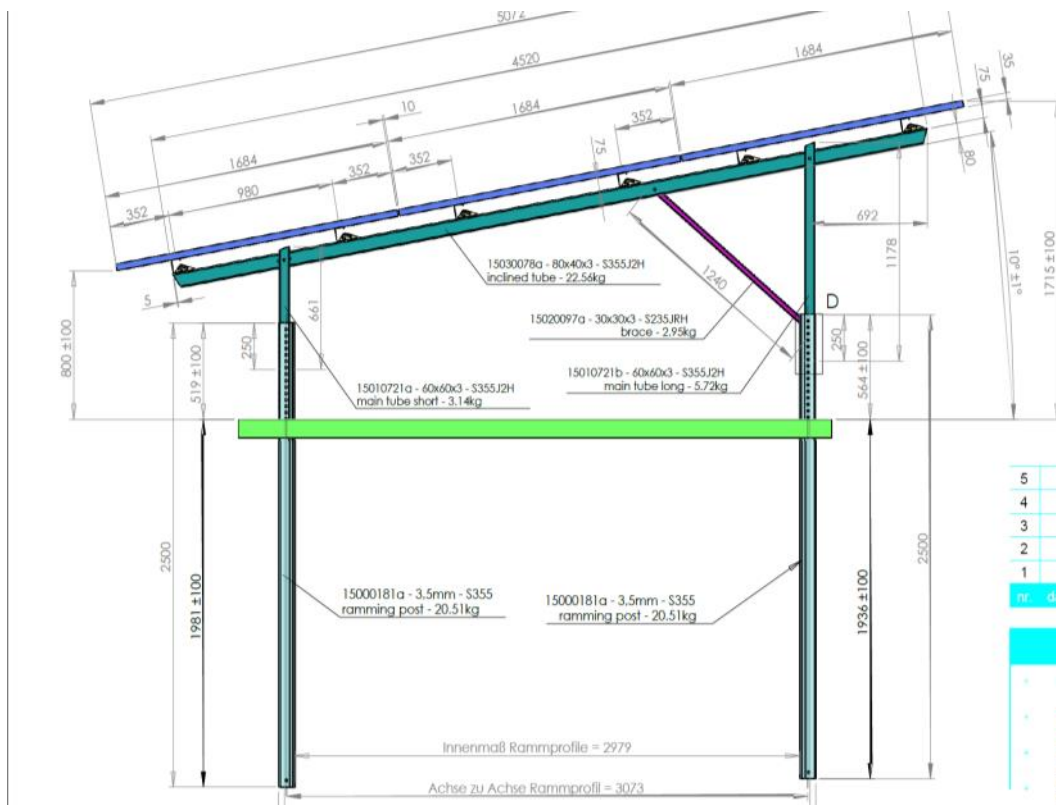 5072
4520
1684
35
75
10
1684
352
75
1684
352
80
352
980
352
692
1178
15030078a - 80x40x3 - S355J2H
inclined tube - 22.56kg
1240
10° ±1°
1715 ±100
5
661
15020097a - 30x30x3 - S235JRH
brace - 2.95kg
D
800 ±100
519 ±100
250
250
564 ±100
15010721a - 60x60x3 - S355J2H
main tube short - 3.14kg
15010721b - 60x60x3 - S355J2H
main tube long - 5.72kg
5
4
3
2
1
nr.
2500
2500
1981 ±100
15000181a - 3,5mm - S355
ramming post - 20.51kg
15000181a - 3,5mm - S355
ramming post - 20.51kg
1936 ±100
Innenmaß Rammprofile = 2979
Achse zu Achse Rammprofil = 3073